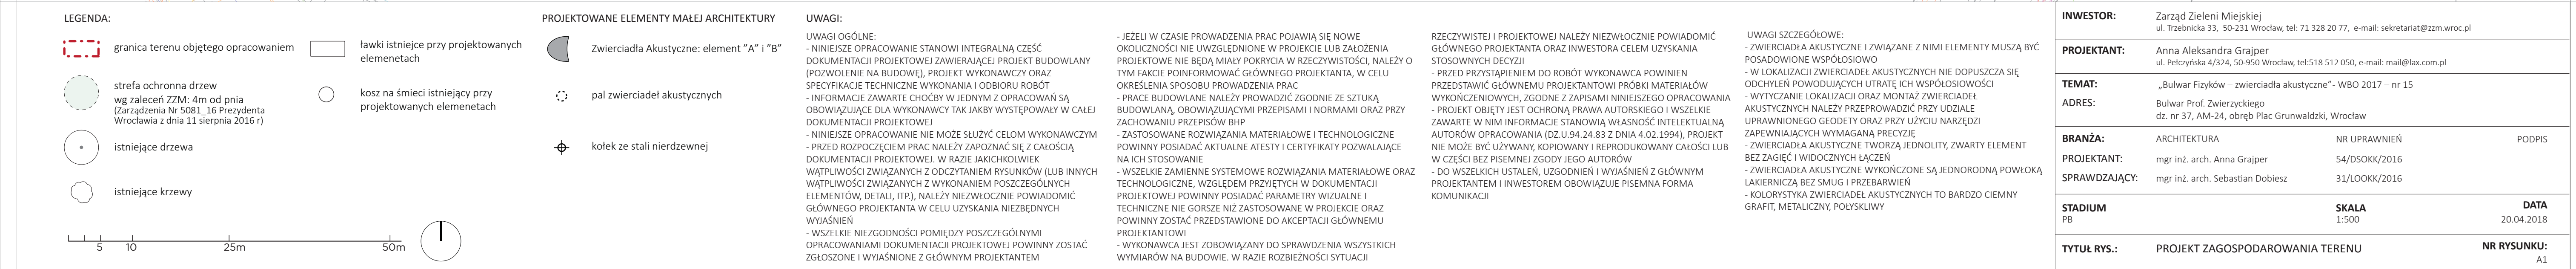 LEGENDA:
granica terenu objętego opracowaniem
strefa ochronna drzew
wg zaleceń ZZM: 4m od pnia
(Zarządzenia Nr 5081_16 Prezydenta
Wrocławia z dnia 11 sierpnia 2016 r)
istniejące drzewa
istniejące krzewy
ławki istniejce przy projektowanych
elemenetach
kosz na śmieci istniejący przy
projektowanych elemenetach
5 10 25m 50m
PROJEKTOWANE ELEMENTY MAŁEJ ARCHITEKTURY
Zwierciadła Akustyczne: element "A" i "B"
pal zwierciadeł akustycznych
kołek ze stali nierdzewnej
UWAGI:
UWAGI OGÓLNE:
- NINIEJSZE OPRACOWANIE STANOWI INTEGRALNĄ CZĘŚĆ
DOKUMENTACJI PROJEKTOWEJ ZAWIERAJĄCEJ PROJEKT BUDOWLANY
(POZWOLENIE NA BUDOWĘ), PROJEKT WYKONAWCZY ORAZ
SPECYFIKACJE TECHNICZNE WYKONANIA I ODBIORU ROBÓT
- INFORMACJE ZAWARTE CHOĆBY W JEDNYM Z OPRACOWAŃ SĄ
OBOWIĄZUJĄCE DLA WYKONAWCY TAK JAKBY WYSTĘPOWAŁY W CAŁEJ
DOKUMENTACJI PROJEKTOWEJ
- NINIEJSZE OPRACOWANIE NIE MOŻE SŁUŻYĆ CELOM WYKONAWCZYM
- PRZED ROZPOCZĘCIEM PRAC NALEŻY ZAPOZNAĆ SIĘ Z CAŁOŚCIĄ
DOKUMENTACJI PROJEKTOWEJ. W RAZIE JAKICHKOLWIEK
WĄTPLIWOŚCI ZWIĄZANYCH Z ODCZYTANIEM RYSUNKÓW (LUB INNYCH
WĄTPLIWOŚCI ZWIĄZANYCH Z WYKONANIEM POSZCZEGÓLNYCH
ELEMENTÓW, DETALI, ITP.), NALEŻY NIEZWŁOCZNIE POWIADOMIĆ
GŁÓWNEGO PROJEKTANTA W CELU UZYSKANIA NIEZBĘDNYCH
WYJAŚNIEŃ
- WSZELKIE NIEZGODNOŚCI POMIĘDZY POSZCZEGÓLNYMI
OPRACOWANIAMI DOKUMENTACJI PROJEKTOWEJ POWINNY ZOSTAĆ
ZGŁOSZONE I WYJAŚNIONE Z GŁÓWNYM PROJEKTANTEM
- JEŻELI W CZASIE PROWADZENIA PRAC POJAWIĄ SIĘ NOWE
OKOLICZNOŚCI NIE UWZGLĘDNIONE W PROJEKCIE LUB ZAŁOŻENIA
PROJEKTOWE NIE BĘDĄ MIAŁY POKRYCIA W RZECZYWISTOŚCI, NALEŻY O
TYM FAKCIE POINFORMOWAĆ GŁÓWNEGO PROJEKTANTA, W CELU
OKREŚLENIA SPOSOBU PROWADZENIA PRAC
- PRACE BUDOWLANE NALEŻY PROWADZIĆ ZGODNIE ZE SZTUKĄ
BUDOWLANĄ, OBOWIĄZUJĄCYMI PRZEPISAMI I NORMAMI ORAZ PRZY
ZACHOWANIU PRZEPISÓW BHP
- ZASTOSOWANE ROZWIĄZANIA MATERIAŁOWE I TECHNOLOGICZNE
POWINNY POSIADAĆ AKTUALNE ATESTY I CERTYFIKATY POZWALAJĄCE
NA ICH STOSOWANIE
- WSZELKIE ZAMIENNE SYSTEMOWE ROZWIĄZANIA MATERIAŁOWE ORAZ
TECHNOLOGICZNE, WZGLĘDEM PRZYJĘTYCH W DOKUMENTACJI
PROJEKTOWEJ POWINNY POSIADAĆ PARAMETRY WIZUALNE I
TECHNICZNE NIE GORSZE NIŻ ZASTOSOWANE W PROJEKCIE ORAZ
POWINNY ZOSTAĆ PRZEDSTAWIONE DO AKCEPTACJI GŁÓWNEMU
PROJEKTANTOWI
- WYKONAWCA JEST ZOBOWIĄZANY DO SPRAWDZENIA WSZYSTKICH
WYMIARÓW NA BUDOWIE. W RAZIE ROZBIEŻNOŚCI SYTUACJI
RZECZYWISTEJ I PROJEKTOWEJ NALEŻY NIEZWŁOCZNIE POWIADOMIĆ
GŁÓWNEGO PROJEKTANTA ORAZ INWESTORA CELEM UZYSKANIA
STOSOWNYCH DECYZJI
- PRZED PRZYSTĄPIENIEM DO ROBÓT WYKONAWCA POWINIEN
PRZEDSTAWIĆ GŁÓWNEMU PROJEKTANTOWI PRÓBKI MATERIAŁÓW
WYKOŃCZENIOWYCH, ZGODNE Z ZAPISAMI NINIEJSZEGO OPRACOWANIA
- PROJEKT OBJĘTY JEST OCHRONĄ PRAWA AUTORSKIEGO I WSZELKIE
ZAWARTE W NIM INFORMACJE STANOWIĄ WŁASNOŚĆ INTELEKTUALNĄ
AUTORÓW OPRACOWANIA (DZ.U.94.24.83 Z DNIA 4.02.1994), PROJEKT
NIE MOŻE BYĆ UŻYWANY, KOPIOWANY I REPRODUKOWANY CAŁOŚCI LUB
W CZĘŚCI BEZ PISEMNEJ ZGODY JEGO AUTORÓW
- DO WSZELKICH USTALEŃ, UZGODNIEŃ I WYJAŚNIEŃ Z GŁÓWNYM
PROJEKTANTEM I INWESTOREM OBOWIĄZUJE PISEMNA FORMA
KOMUNIKACJI
UWAGI SZCZEGÓŁOWE:
- ZWIERCIADŁA AKUSTYCZNE I ZWIĄZANE Z NIMI ELEMENTY MUSZĄ BYĆ
POSADOWIONE WSPÓŁOSIOWO
- W LOKALIZACJI ZWIERCIADEŁ AKUSTYCZNYCH NIE DOPUSZCZA SIĘ
ODCHYLEŃ POWODUJĄCYCH UTRATĘ ICH WSPÓŁOSIOWOŚCI
- WYTYCZANIE LOKALIZACJI ORAZ MONTAŻ ZWIERCIADEŁ
AKUSTYCZNYCH NALEŻY PRZEPROWADZIĆ PRZY UDZIALE
UPRAWNIONEGO GEODETY ORAZ PRZY UŻYCIU NARZĘDZI
ZAPEWNIAJĄCYCH WYMAGANĄ PRECYZJĘ
- ZWIERCIADŁA AKUSTYCZNE TWORZĄ JEDNOLITY, ZWARTY ELEMENT
BEZ ZAGIĘĆ I WIDOCZNYCH ŁĄCZEŃ
- ZWIERCIADŁA AKUSTYCZNE WYKOŃCZONE SĄ JEDNORODNĄ POWŁOKĄ
LAKIERNICZĄ BEZ SMUG I PRZEBARWIEŃ
- KOLORYSTYKA ZWIERCIADEŁ AKUSTYCZNYCH TO BARDZO CIEMNY
GRAFIT, METALICZNY, POŁYSKLIWY
INWESTOR: Zarząd Zieleni Miejskiej
ul. Trzebnicka 33, 50-231 Wrocław, tel: 71 328 20 77, e-mail: sekretariat@zzm.wroc.pl
PROJEKTANT: Anna Aleksandra Grajper
ul. Pełczyńska 4/324, 50-950 Wrocław, tel:518 512 050, e-mail: mail@lax.com.pl
TEMAT: „Bulwar Fizyków – zwierciadła akustyczne"- WBO 2017 – nr 15
ADRES: Bulwar Prof. Zwierzyckiego
dz. nr 37, AM-24, obręb Plac Grunwaldzki, Wrocław
BRANŻA: ARCHITEKTURA NR UPRAWNIEŃ PODPIS
PROJEKTANT: mgr inż. arch. Anna Grajper 54/DSOKK/2016
SPRAWDZAJĄCY: mgr inż. arch. Sebastian Dobiesz 31/LOOKK/2016
STADIUM SKALA DATA
PB 1:500 20.04.2018
TYTUŁ RYS.: PROJEKT ZAGOSPODAROWANIA TERENU NR RYSUNKU:
A1